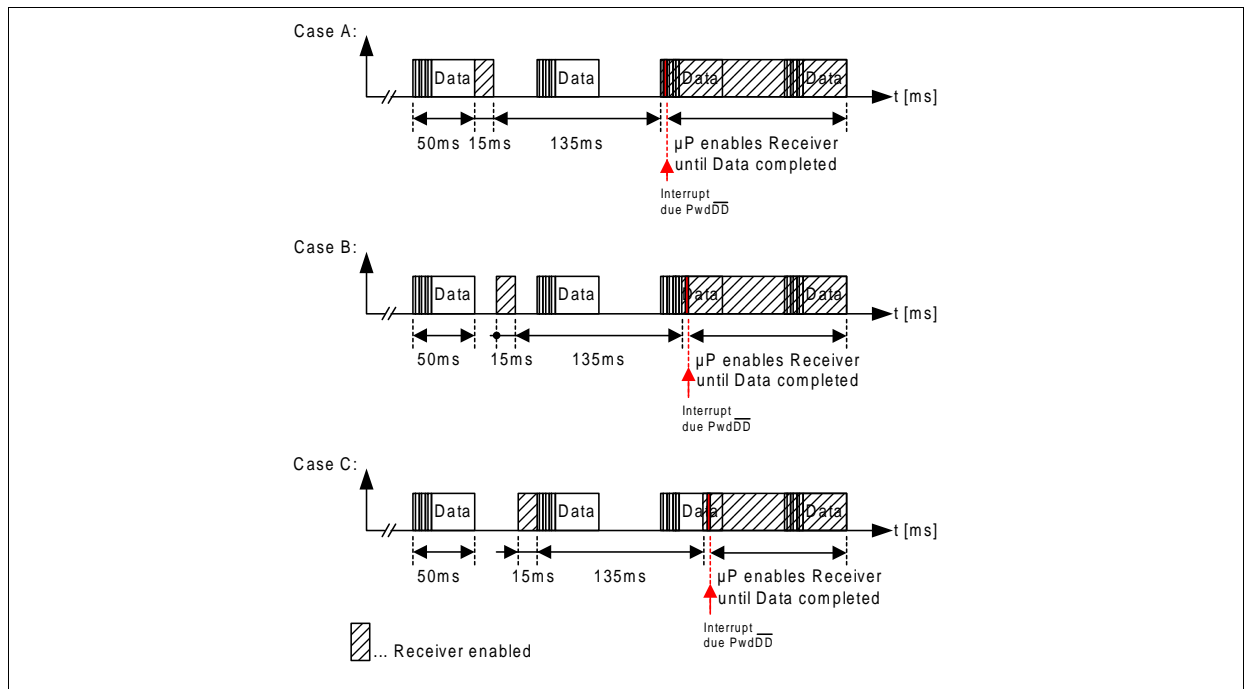 Case A:
Data
Data
Data
Data
t [ms]
50ms
15ms
135ms
µP enables Receiver
until Data completed
Interrupt
due PwdDD
Case B:
Data
Data
Data
Data
t [ms]
50ms
15ms
135ms
µP enables Receiver
until Data completed
Interrupt
due PwdDD
Case C:
Data
Data
Data
Data
t [ms]
50ms
15ms
135ms
µP enables Receiver
until Data completed
Interrupt
due PwdDD
... Receiver enabled